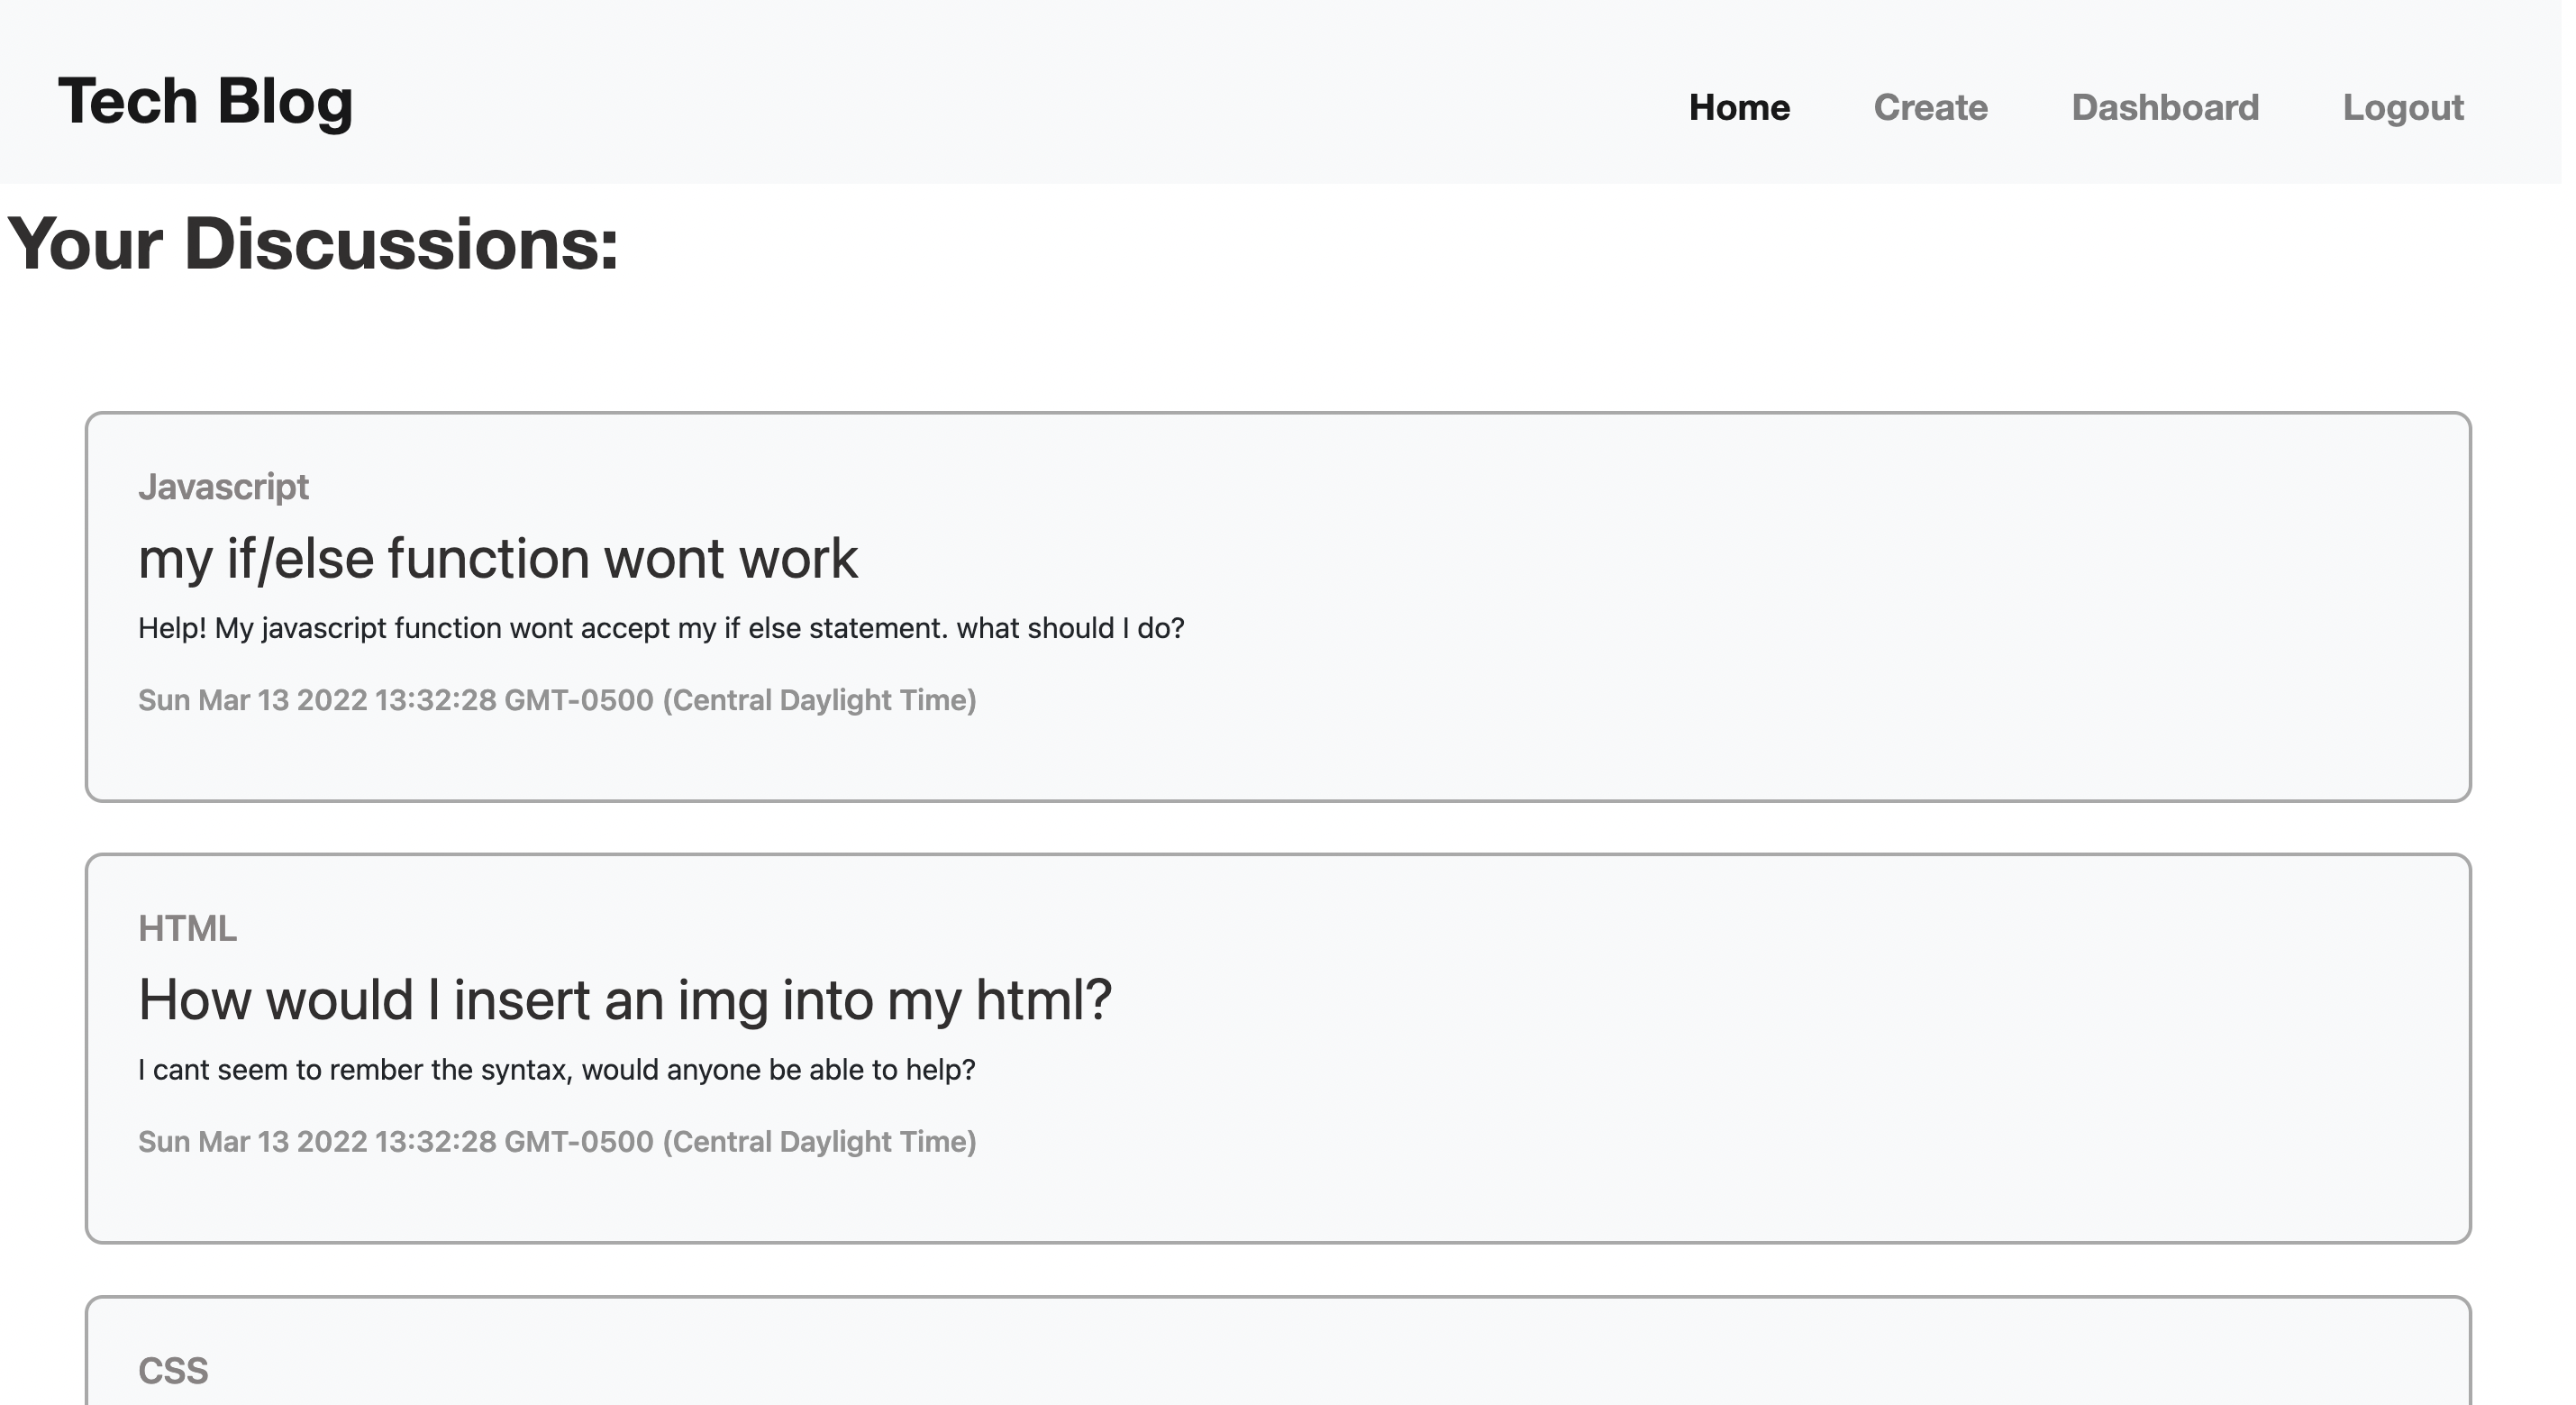 Tech Blog
Home Create Dashboard Logout
Your Discussions:
Javascript
my if/else function wont work
Help! My javascript function wont accept my if else statement. what should I do?
Sun Mar 13 2022 13:32:28 GMT-0500 (Central Daylight Time)
HTML
How would I insert an img into my html?
I cant seem to rember the syntax, would anyone be able to help?
Sun Mar 13 2022 13:32:28 GMT-0500 (Central Daylight Time)
CSS